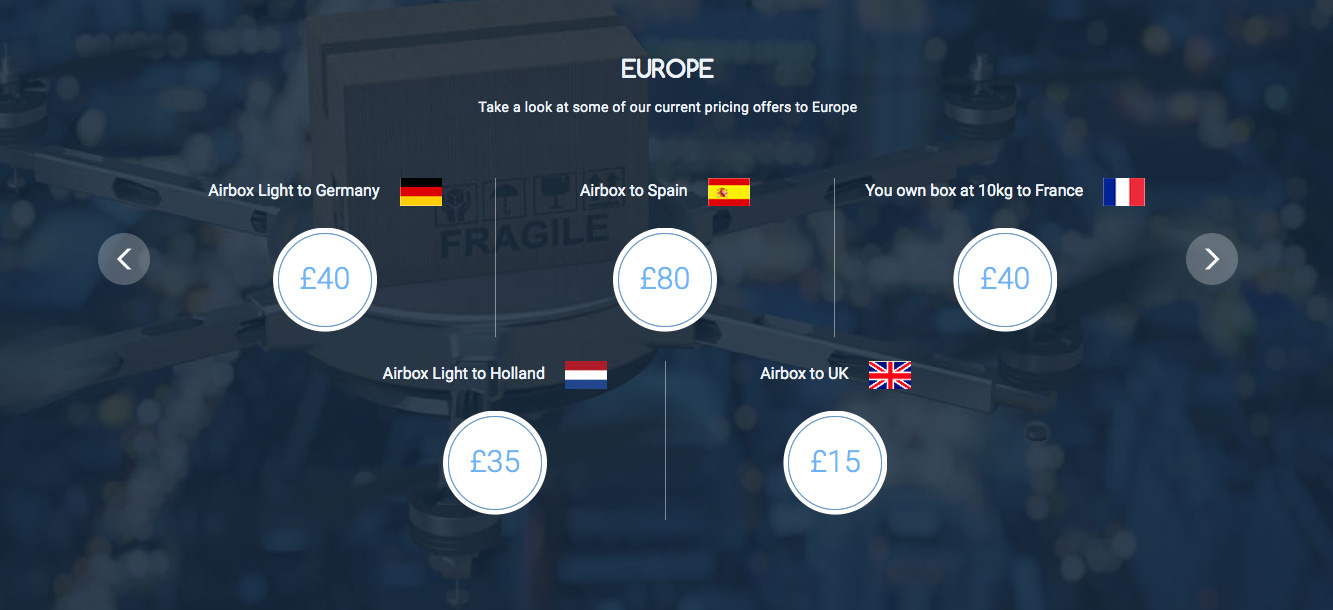 EUROPE
Take a look at some of our current pricing offers to Europe
Airbox Light to Germany
Airbox to Spain
You own box at 10kg to France
FRAGILE
£40
£80
£40
Airbox Light to Holland
Airbox to UK
£35
£15